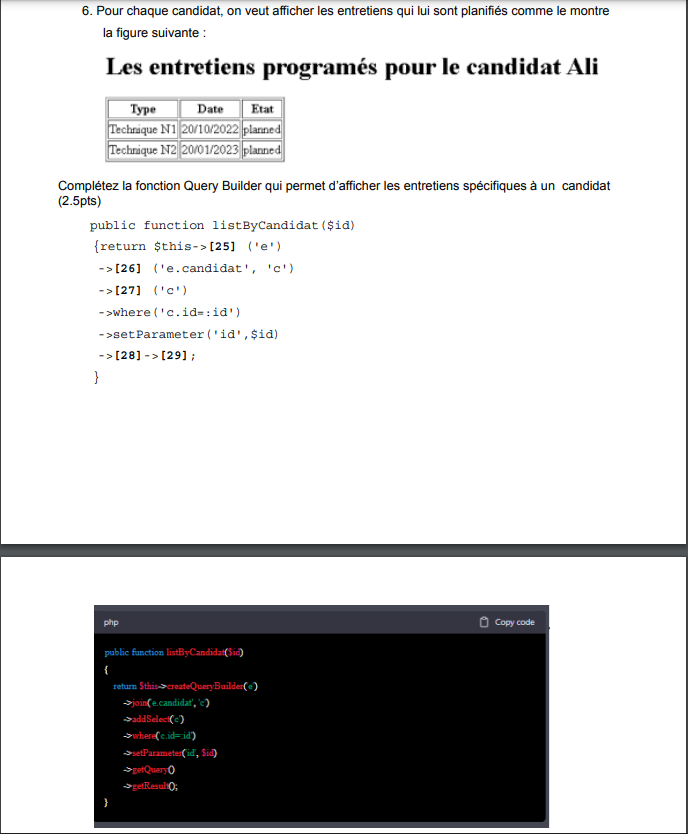 6. Pour chaque candidat, on veut afficher les entretiens qui lui sont planifiés comme le montre
la figure suivante :
Les entretiens programés pour le candidat Ali
Type Date Etat
Technique N1 20/10/2022 planned
Technique N2 20/01/2023 planned
Complétez la fonction Query Builder qui permet d'afficher les entretiens spécifiques à un candidat
(2.5pts)
public function listByCandidat($id)
{return $this->[25] ('e')
->[26] ('e.candidat', 'c')
->[27] ('c')
->where('c.id=:id')
->setParameter('id',$id)
->[28]->[29];
}
php Copy code
public function listByCandidat($id)
{
return $this->createQueryBuilder('e')
->join('e.candidat', 'c')
->addSelect('c')
->where('c.id=:id')
->setParameter('id', $id)
->getQuery()
->getResult();
}